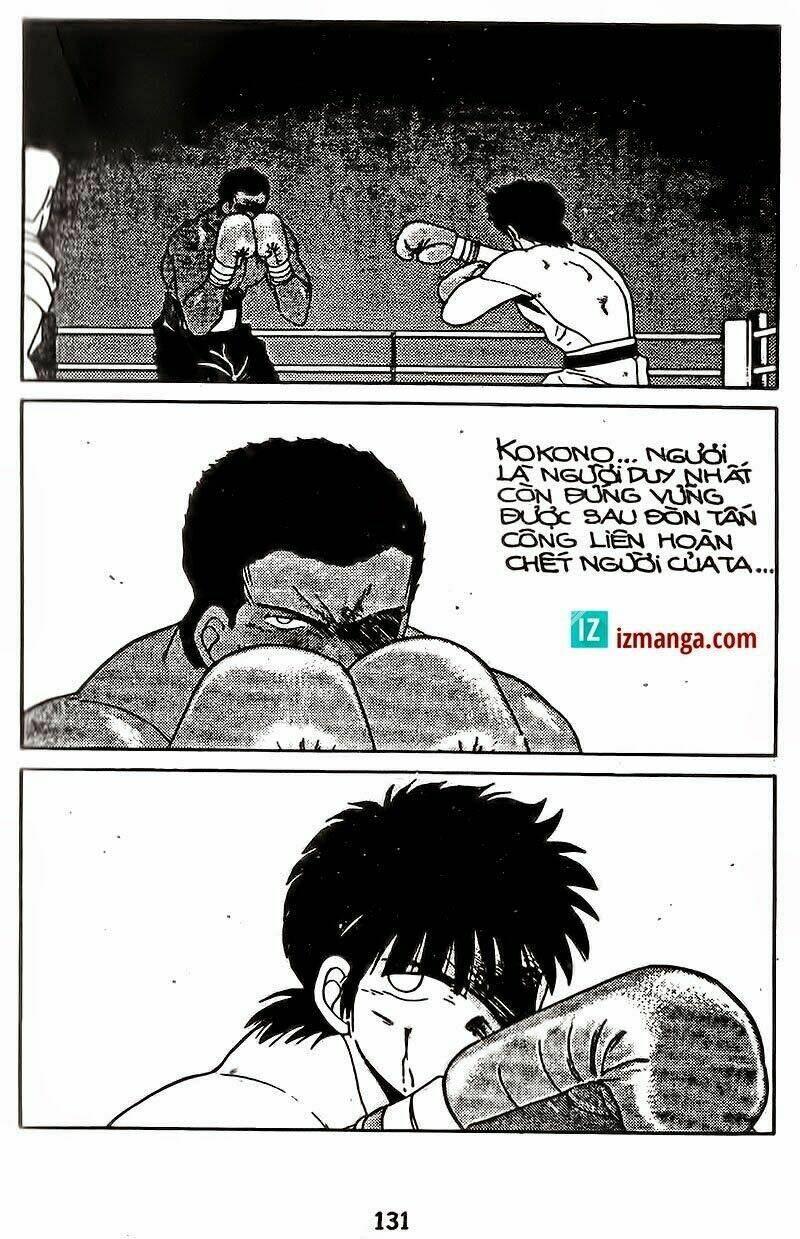 KOKONO... NGƯƠI
LÀ NGƯỜI DUY NHẤT
CÒN ĐỨNG VỮNG
ĐƯỢC SAU ĐÒN TẤN
CÔNG LIÊN HOÀN
CHẾT NGƯỜI CỦA TA...
IZ izmanga.com
131